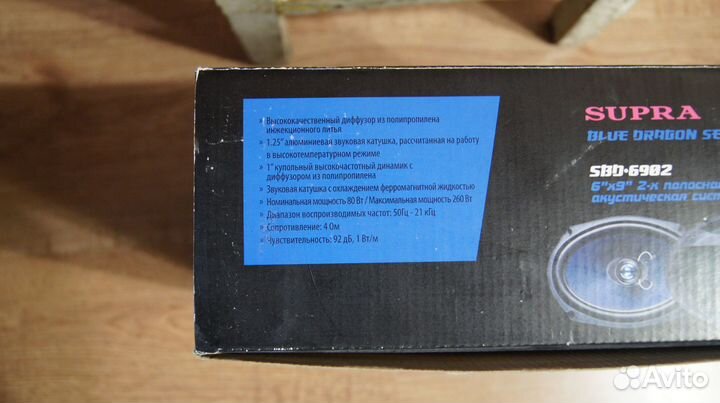 » Высококачественный диффузор из полипропилена
инжекционного литья
» 1.25" алюминиевая звуковая катушка, рассчитанная на работу
в высокотемпературном режиме
» 1" купольный высокочастотный динамик с
диффузором из полипропилена
» Звуковая катушка с охлаждением ферромагнитной жидкостью
» Номинальная мощность 80 Вт / Максимальная мощность 260 Вт
» Диапазон воспроизводимых частот: 50Гц - 21 кГц
» Сопротивление: 4 Ом
» Чувствительность: 92 дБ, 1 Вт/м
SUPRA
BLUE DRAGON SE
SBD•6902
6"x9" 2-х полосна
акустическая сист
Avito